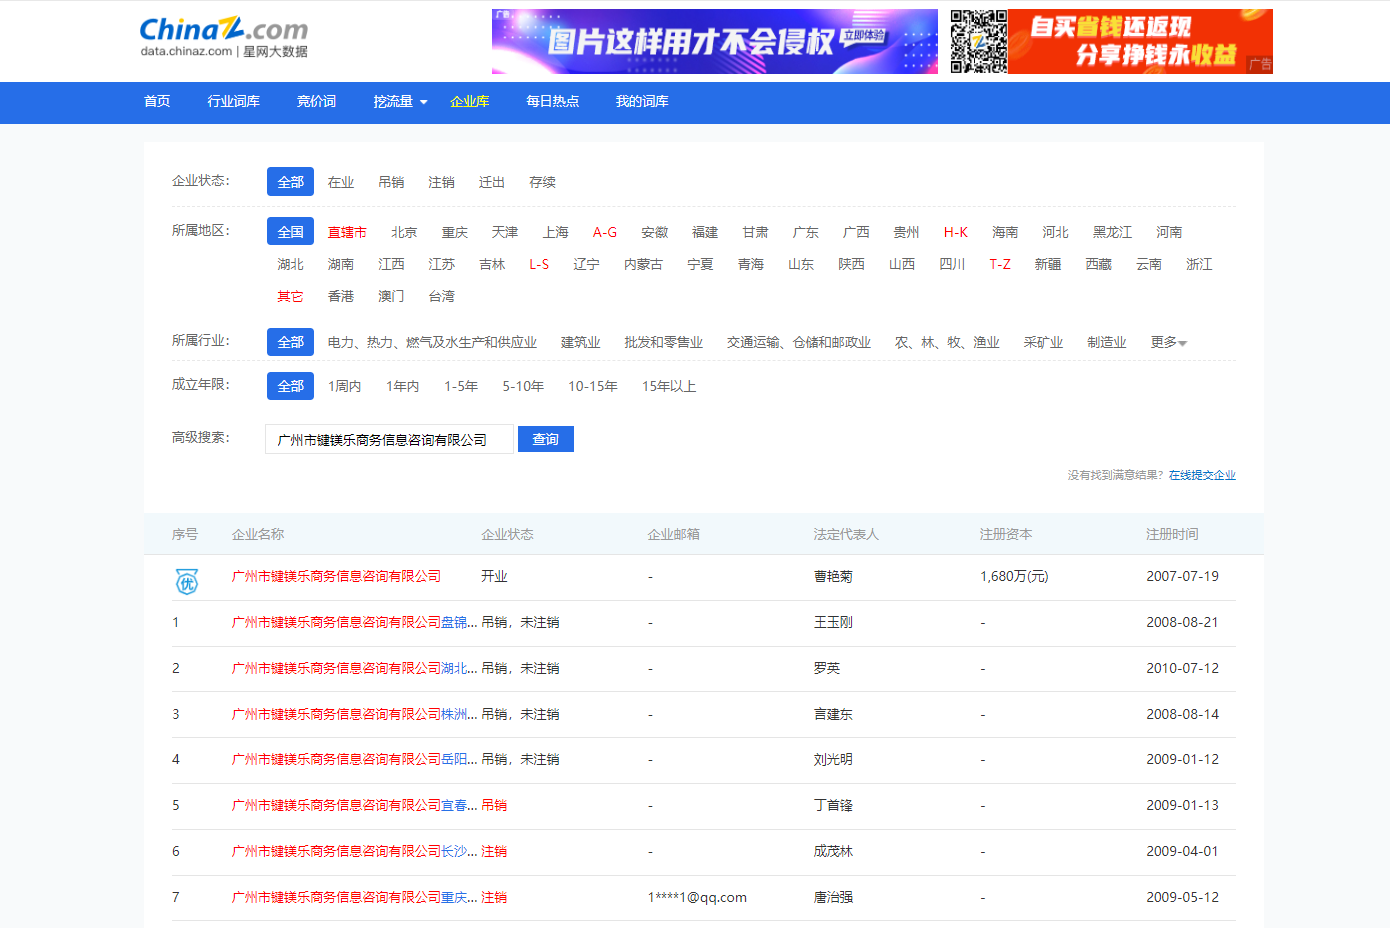 ChinaZ.com
data.chinaz.com | 星网大数据
广告
图片这样用才不会侵权 立即体验
自买省钱还返现
分享挣钱永收益
广告
首页 行业词库 竞价词 挖流量 企业库 每日热点 我的词库
企业状态： 全部 在业 吊销 注销 迁出 存续
所属地区： 全国 直辖市 北京 重庆 天津 上海 A-G 安徽 福建 甘肃 广东 广西 贵州 H-K 海南 河北 黑龙江 河南
湖北 湖南 江西 江苏 吉林 L-S 辽宁 内蒙古 宁夏 青海 山东 陕西 山西 四川 T-Z 新疆 西藏 云南 浙江
其它 香港 澳门 台湾
所属行业： 全部 电力、热力、燃气及水生产和供应业 建筑业 批发和零售业 交通运输、仓储和邮政业 农、林、牧、渔业 采矿业 制造业 更多
成立年限： 全部 1周内 1年内 1-5年 5-10年 10-15年 15年以上
高级搜索： 广州市键镁乐商务信息咨询有限公司 查询
没有找到满意结果？ 在线提交企业
序号 企业名称 企业状态 企业邮箱 法定代表人 注册资本 注册时间
优 广州市键镁乐商务信息咨询有限公司 开业 - 曹艳菊 1,680万(元) 2007-07-19
1 广州市键镁乐商务信息咨询有限公司盘锦... 吊销，未注销 - 王玉刚 - 2008-08-21
2 广州市键镁乐商务信息咨询有限公司湖北... 吊销，未注销 - 罗英 - 2010-07-12
3 广州市键镁乐商务信息咨询有限公司株洲... 吊销，未注销 - 言建东 - 2008-08-14
4 广州市键镁乐商务信息咨询有限公司岳阳... 吊销，未注销 - 刘光明 - 2009-01-12
5 广州市键镁乐商务信息咨询有限公司宜春... 吊销 - 丁首锋 - 2009-01-13
6 广州市键镁乐商务信息咨询有限公司长沙... 注销 - 成茂林 - 2009-04-01
7 广州市键镁乐商务信息咨询有限公司重庆... 注销 1****1@qq.com 唐治强 - 2009-05-12